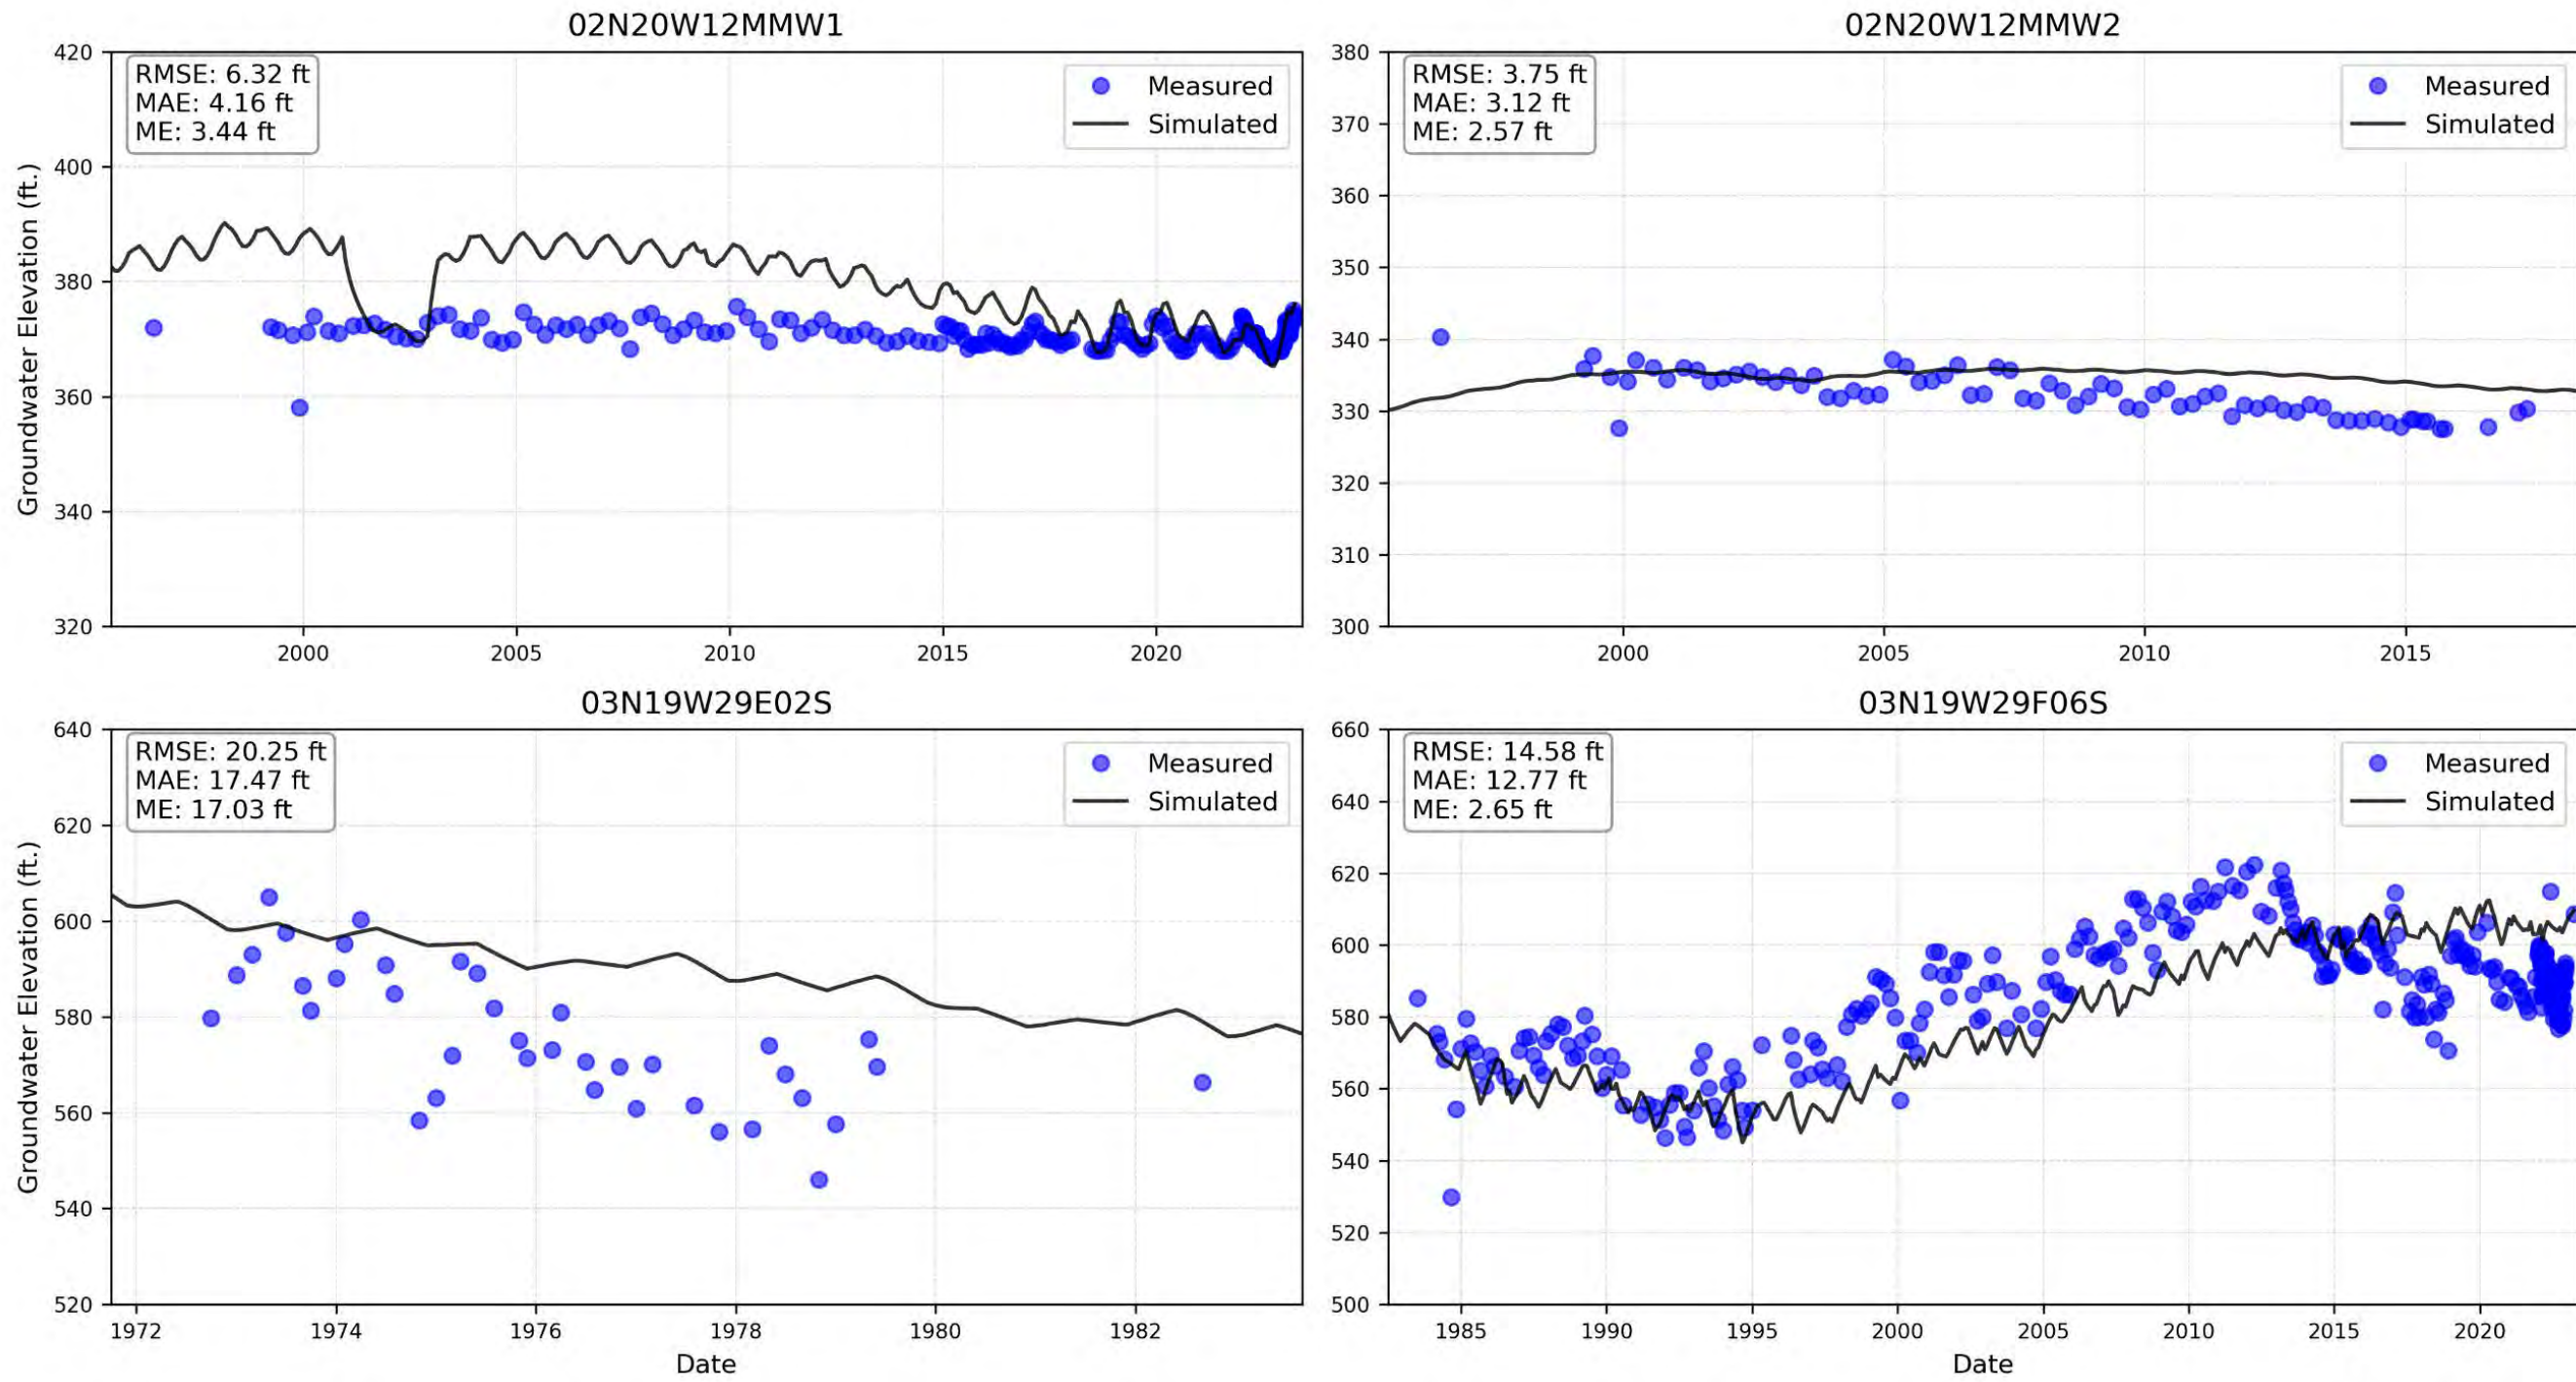 02N20W12MMW1
RMSE: 6.32 ft
MAE: 4.16 ft
ME: 3.44 ft
Measured
Simulated
Groundwater Elevation (ft.)
420
400
380
360
340
320
2000
2005
2010
2015
2020
02N20W12MMW2
RMSE: 3.75 ft
MAE: 3.12 ft
ME: 2.57 ft
Measured
Simulated
380
370
360
350
340
330
320
310
300
2000
2005
2010
2015
03N19W29E02S
RMSE: 20.25 ft
MAE: 17.47 ft
ME: 17.03 ft
Measured
Simulated
Groundwater Elevation (ft.)
640
620
600
580
560
540
520
1972
1974
1976
1978
1980
1982
Date
03N19W29F06S
RMSE: 14.58 ft
MAE: 12.77 ft
ME: 2.65 ft
Measured
Simulated
660
640
620
600
580
560
540
520
500
1985
1990
1995
2000
2005
2010
2015
2020
Date